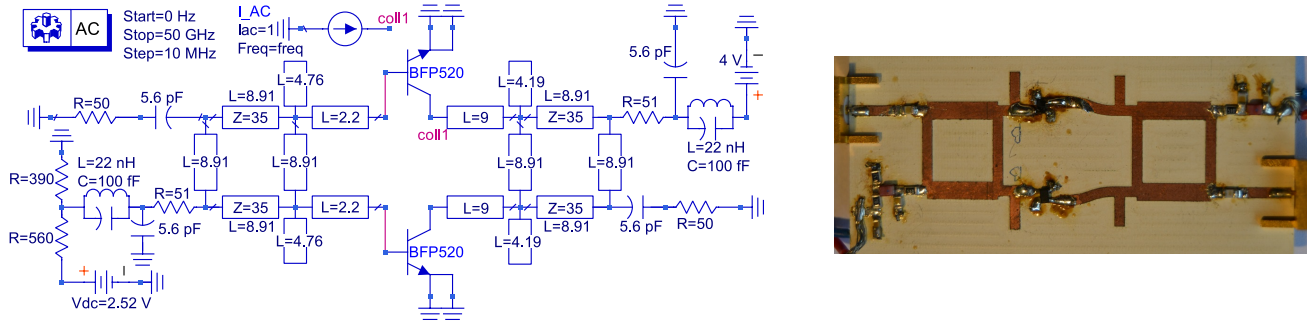 AC
Start=0 Hz
Stop=50 GHz
Step=10 MHz
I_AC
Iac=1
Freq=freq
coll1
BFP520
5.6 pF
4 V
−
+
R=50
5.6 pF
L=8.91
Z=35
L=4.76
L=2.2
L=9
coll1
L=4.19
L=8.91
Z=35
R=51
L=22 nH
C=100 fF
L=8.91
L=8.91
L=8.91
L=8.91
R=390
L=22 nH
C=100 fF
R=51
5.6 pF
R=560
Z=35
L=8.91
L=2.2
L=4.76
BFP520
L=9
L=4.19
Z=35
L=8.91
5.6 pF
R=50
+
−
Vdc=2.52 V